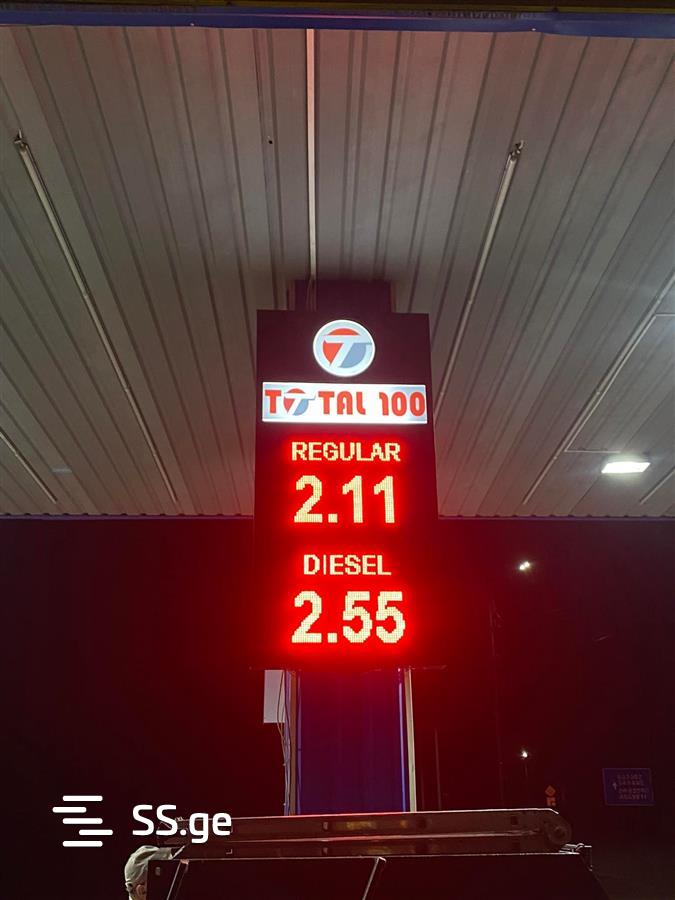 TOTAL 100
REGULAR
2.11
DIESEL
2.55
SS.ge